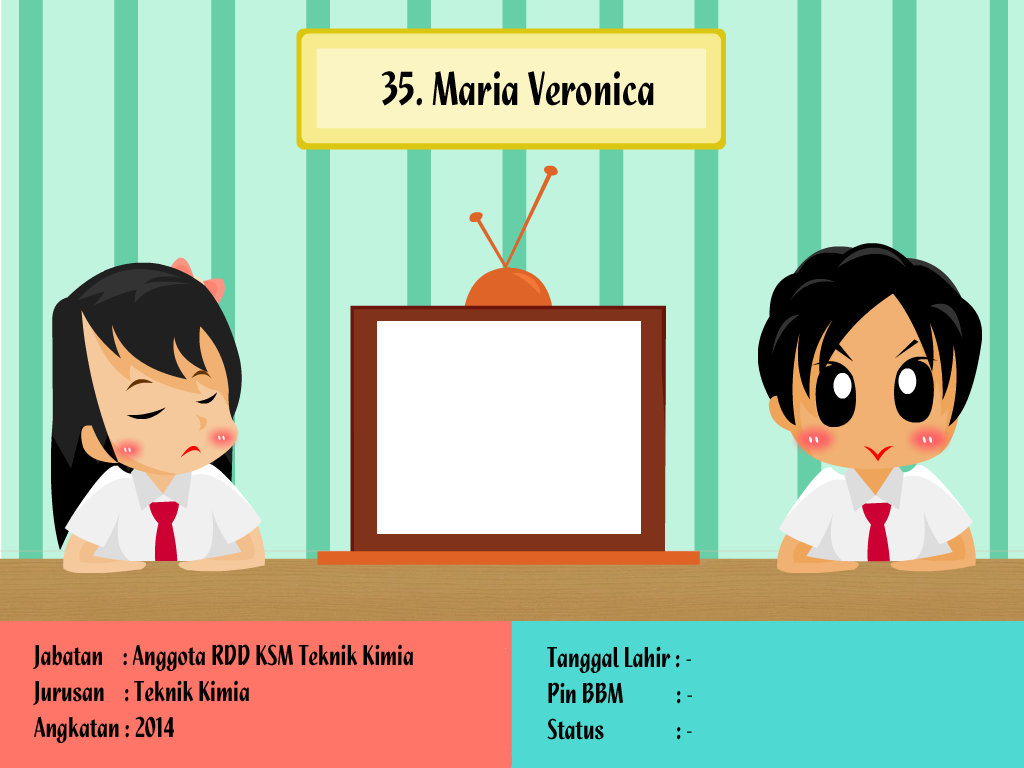 35. Maria Veronica
Jabatan : Anggota RDD KSM Teknik Kimia
Jurusan : Teknik Kimia
Angkatan : 2014
Tanggal Lahir : -
Pin BBM : -
Status : -